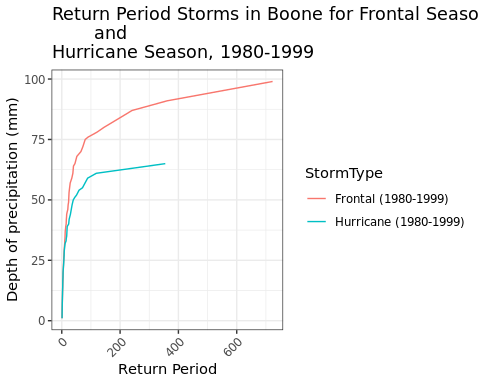 Return Period Storms in Boone for Frontal Seaso
and
Hurricane Season, 1980-1999
100
75
50
25
0
Depth of precipitation (mm)
0
200
400
600
Return Period
StormType
Frontal (1980-1999)
Hurricane (1980-1999)